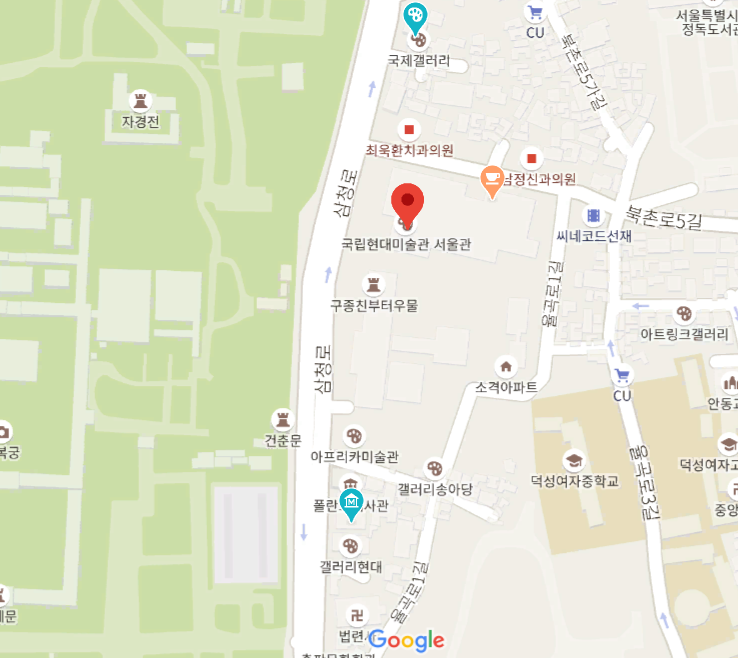 서울특별시
정독도서관
CU
국제갤러리
북촌로5가길
자경전
최욱환치과의원
남정신과의원
삼청로
북촌로5길
씨네코드선재
국립현대미술관 서울관
구종친부터우물
율곡로1길
아트링크갤러리
삼청로
소격아파트
CU
안동교
복궁
건춘문
아프리카미술관
덕성여자중학교
덕성여자고
갤러리송아당
율곡로3길
중앙
갤러리현대
율곡로1길
법련사
Google